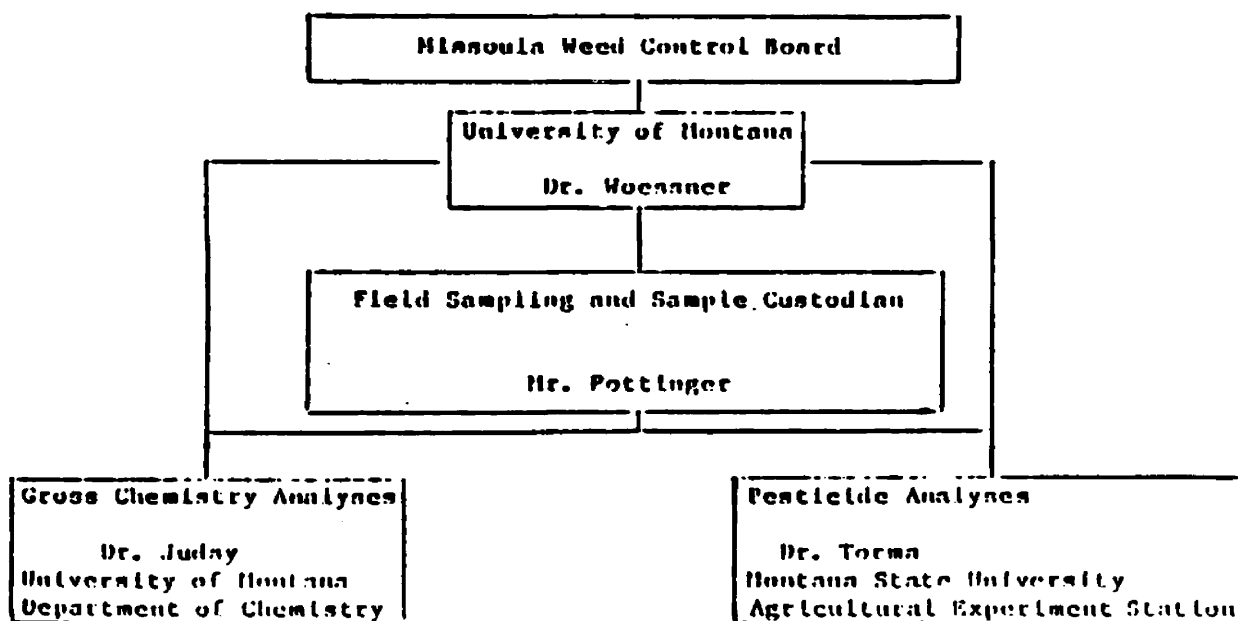 Missoula Weed Control Board
University of Montana
Dr. Woessner
Field Sampling and Sample Custodian
Mr. Pottinger
Gross Chemistry Analyses
Dr. Juday
University of Montana
Department of Chemistry
Pesticide Analyses
Dr. Torma
Montana State University
Agricultural Experiment Station